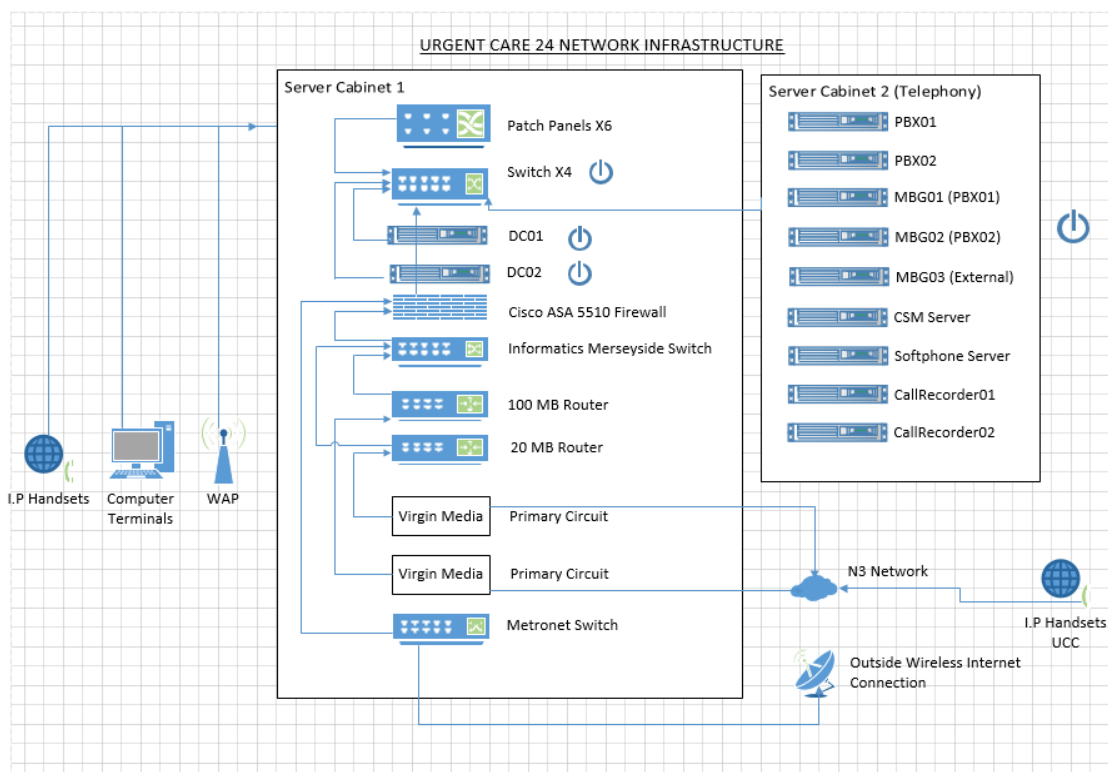 URGENT CARE 24 NETWORK INFRASTRUCTURE
Server Cabinet 1
Patch Panels X6
Switch X4
DC01
DC02
Cisco ASA 5510 Firewall
Informatics Merseyside Switch
100 MB Router
20 MB Router
Virgin Media
Primary Circuit
Virgin Media
Primary Circuit
Metronet Switch
Server Cabinet 2 (Telephony)
PBX01
PBX02
MBG01 (PBX01)
MBG02 (PBX02)
MBG03 (External)
CSM Server
Softphone Server
CallRecorder01
CallRecorder02
I.P Handsets
Computer
Terminals
WAP
N3 Network
I.P Handsets
UCC
Outside Wireless Internet
Connection